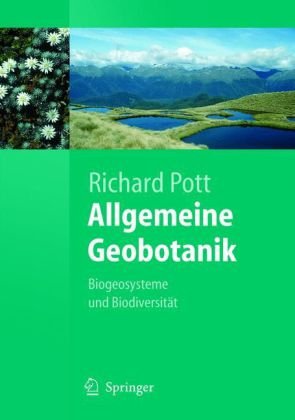 Richard Pott
Allgemeine
Geobotanik
Biogeosysteme
und Biodiversität
Springer